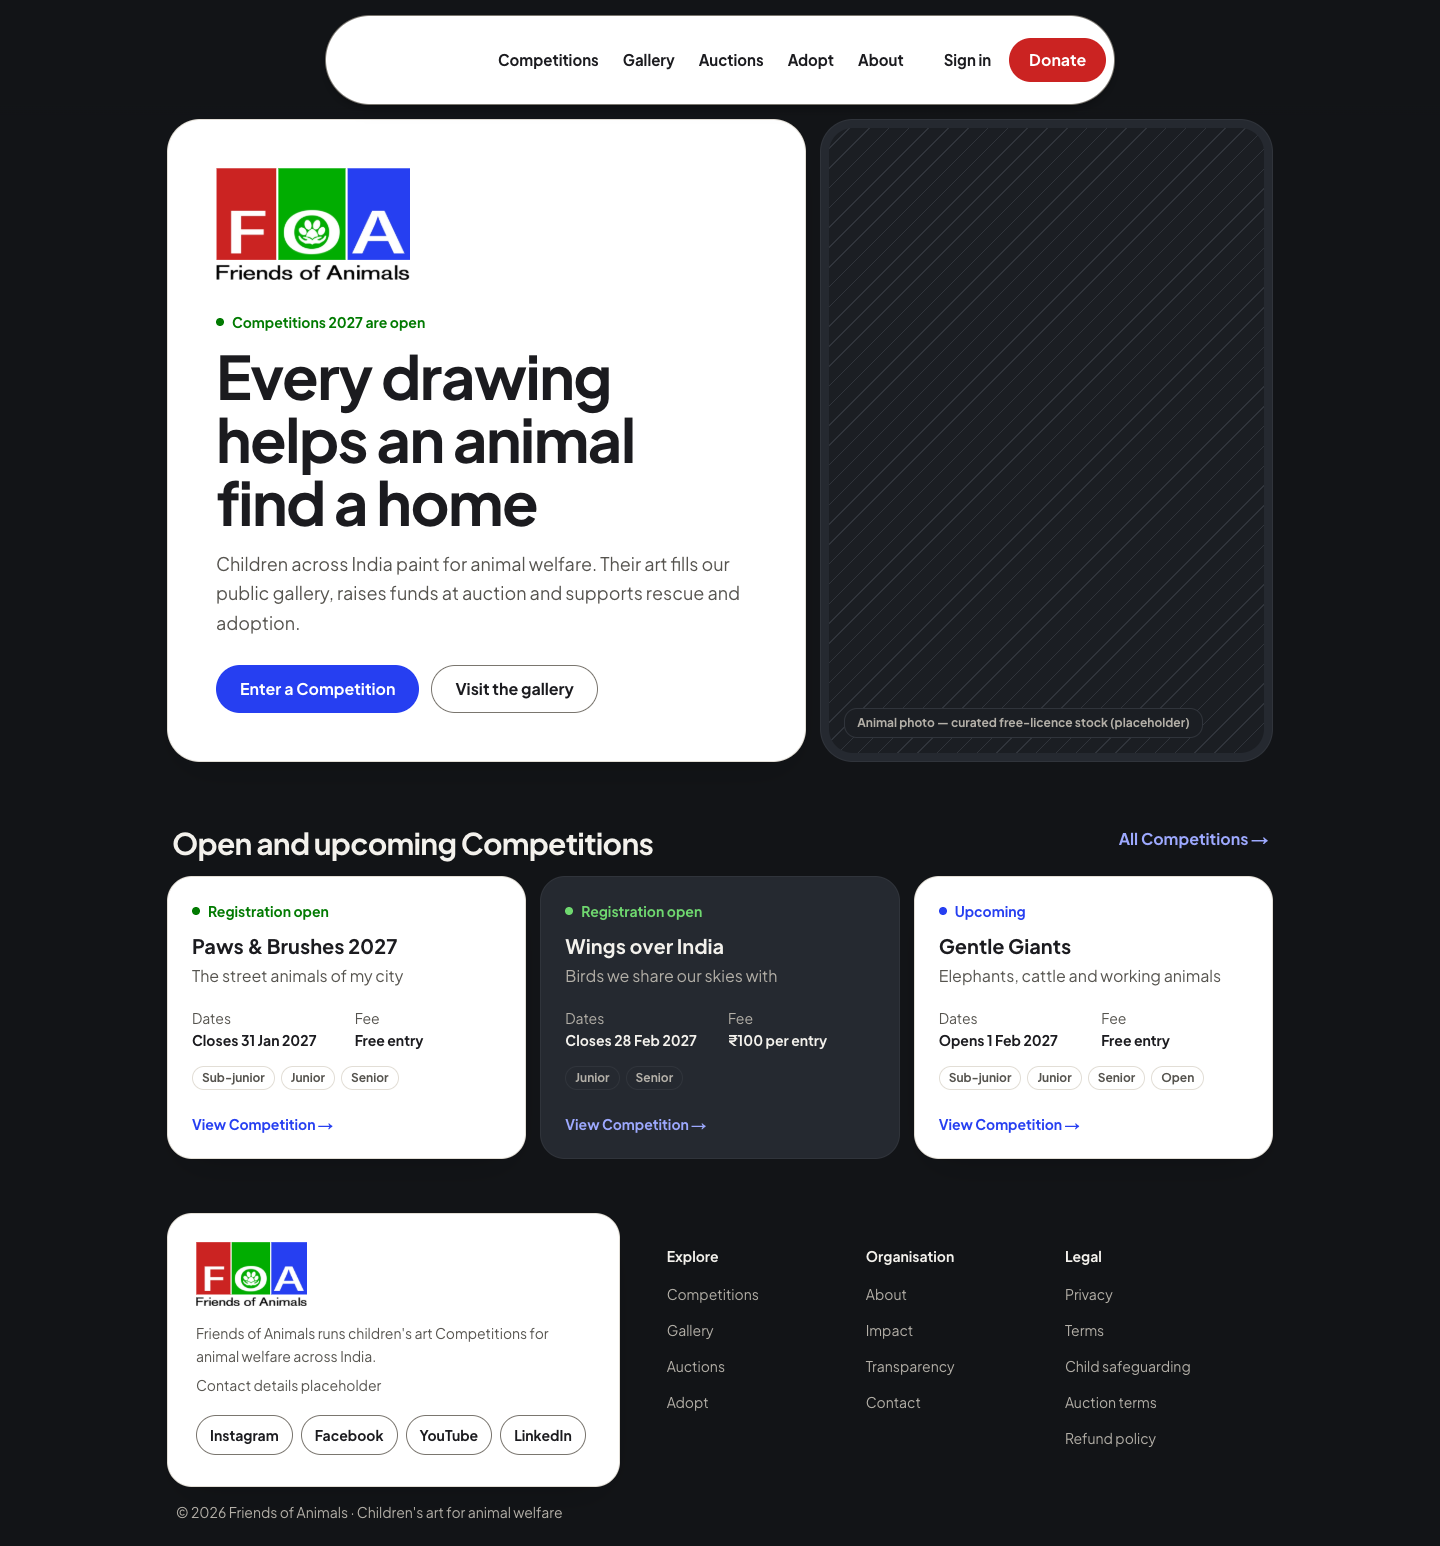 Competitions Gallery Auctions Adopt About Sign in Donate
FOA
Friends of Animals
Competitions 2027 are open
Every drawing
helps an animal
find a home
Children across India paint for animal welfare. Their art fills our
public gallery, raises funds at auction and supports rescue and
adoption.
Enter a Competition Visit the gallery
Animal photo — curated free-licence stock (placeholder)
Open and upcoming Competitions
All Competitions →
Registration open
Paws & Brushes 2027
The street animals of my city
Dates Fee
Closes 31 Jan 2027 Free entry
Sub-junior Junior Senior
View Competition →
Registration open
Wings over India
Birds we share our skies with
Dates Fee
Closes 28 Feb 2027 ₹100 per entry
Junior Senior
View Competition →
Upcoming
Gentle Giants
Elephants, cattle and working animals
Dates Fee
Opens 1 Feb 2027 Free entry
Sub-junior Junior Senior Open
View Competition →
FOA
Friends of Animals
Friends of Animals runs children's art Competitions for
animal welfare across India.
Contact details placeholder
Instagram Facebook YouTube LinkedIn
Explore
Competitions
Gallery
Auctions
Adopt
Organisation
About
Impact
Transparency
Contact
Legal
Privacy
Terms
Child safeguarding
Auction terms
Refund policy
© 2026 Friends of Animals · Children's art for animal welfare